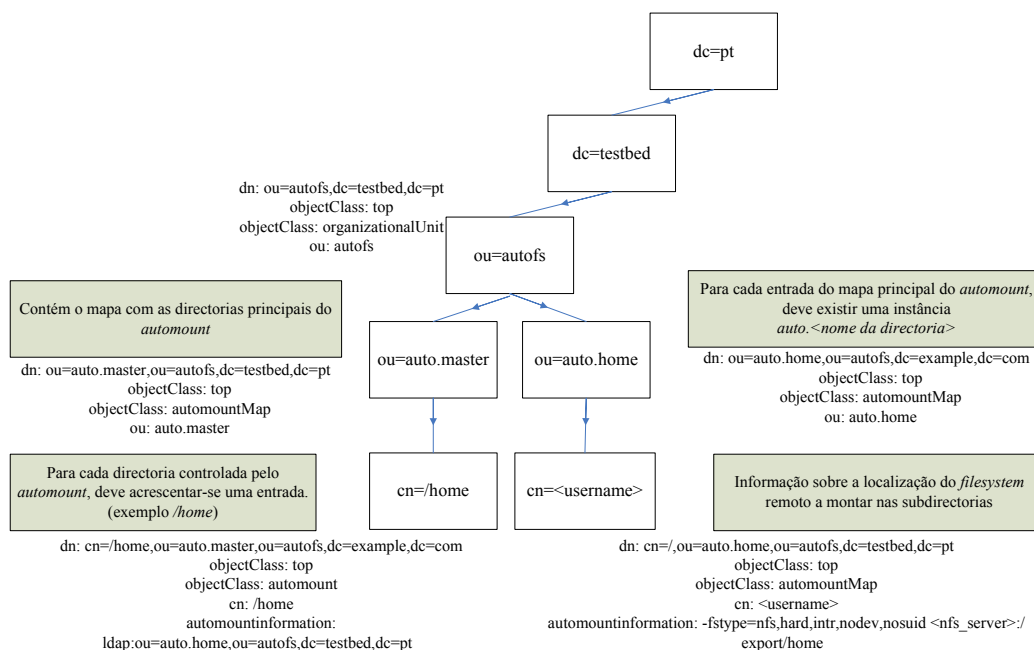 dc=pt
dc=testbed
dn: ou=autofs,dc=testbed,dc=pt
objectClass: top
objectClass: organizationalUnit
ou: autofs
ou=autofs
Contém o mapa com as directorias principais do
automount
Para cada entrada do mapa principal do automount,
deve existir uma instância
auto.<nome da directoria>
ou=auto.master
ou=auto.home
dn: ou=auto.master,ou=autofs,dc=testbed,dc=pt
objectClass: top
objectClass: automountMap
ou: auto.master
dn: ou=auto.home,ou=autofs,dc=example,dc=com
objectClass: top
objectClass: automountMap
ou: auto.home
Para cada directoria controlada pelo
automount, deve acrescentar-se uma entrada.
(exemplo /home)
cn=/home
cn=<username>
Informação sobre a localização do filesystem
remoto a montar nas subdirectorias
dn: cn=/home,ou=auto.master,ou=autofs,dc=example,dc=com
objectClass: top
objectClass: automount
cn: /home
automountinformation:
ldap:ou=auto.home,ou=autofs,dc=testbed,dc=pt
dn: cn=/,ou=auto.home,ou=autofs,dc=testbed,dc=pt
objectClass: top
objectClass: automountMap
cn: <username>
automountinformation: -fstype=nfs,hard,intr,nodev,nosuid <nfs_server>:/
export/home